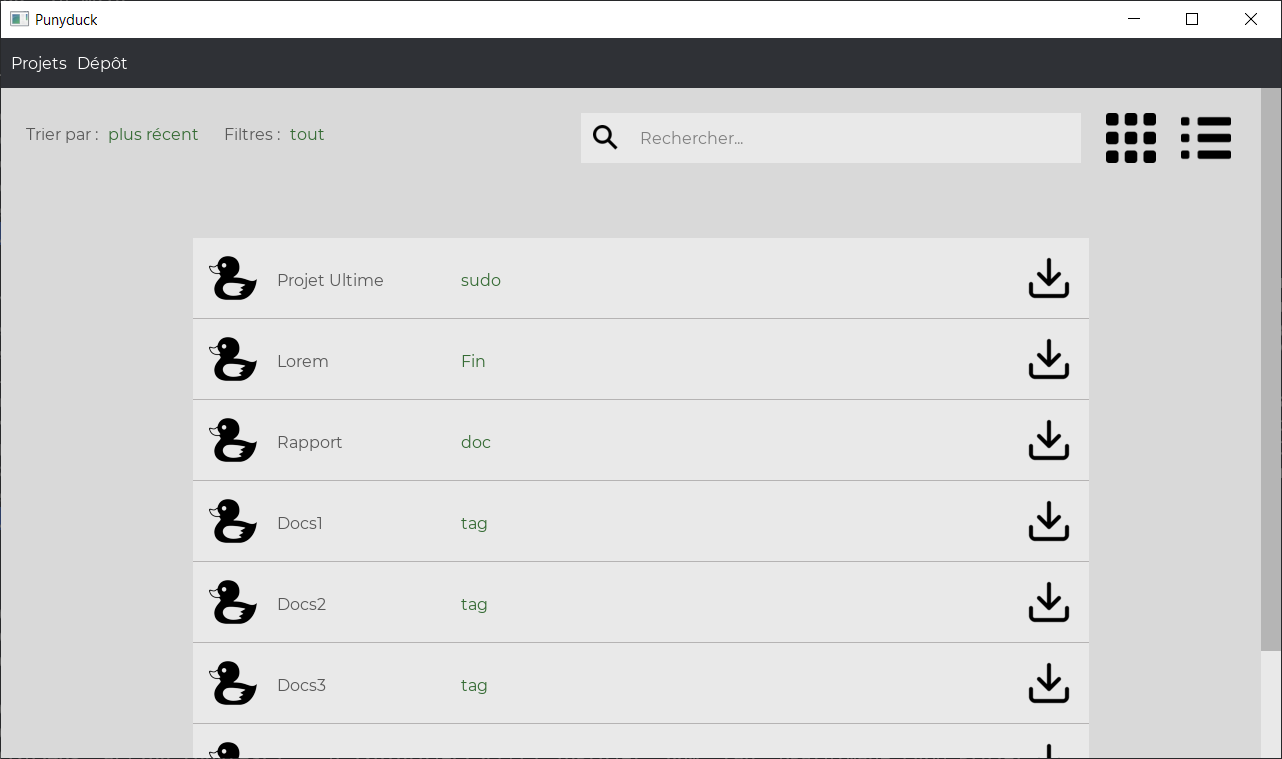 Punyduck
Projets Dépôt
Trier par : plus récent Filtres : tout
Rechercher...
Projet Ultime sudo
Lorem Fin
Rapport doc
Docs1 tag
Docs2 tag
Docs3 tag